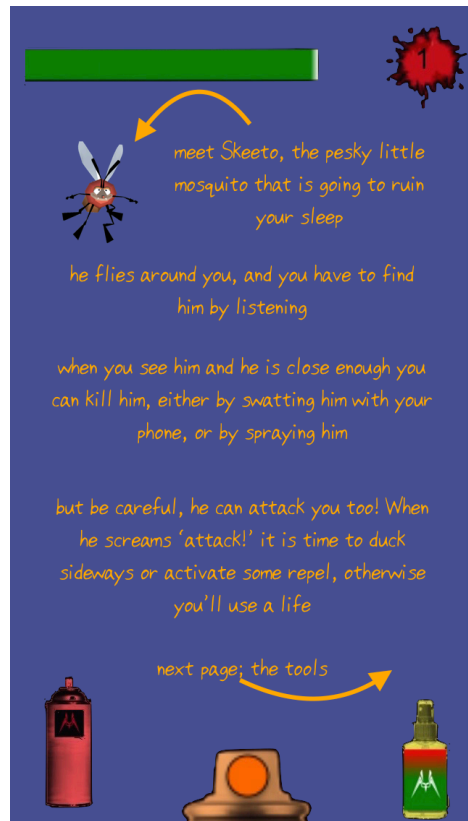 1
meet Skeeto, the pesky little
mosquito that is going to ruin
your sleep
he flies around you, and you have to find
him by listening
when you see him and he is close enough you
can kill him, either by swatting him with your
phone, or by spraying him
but be careful, he can attack you too! When
he screams 'attack!' it is time to duck
sideways or activate some repel, otherwise
you'll use a life
next page; the tools